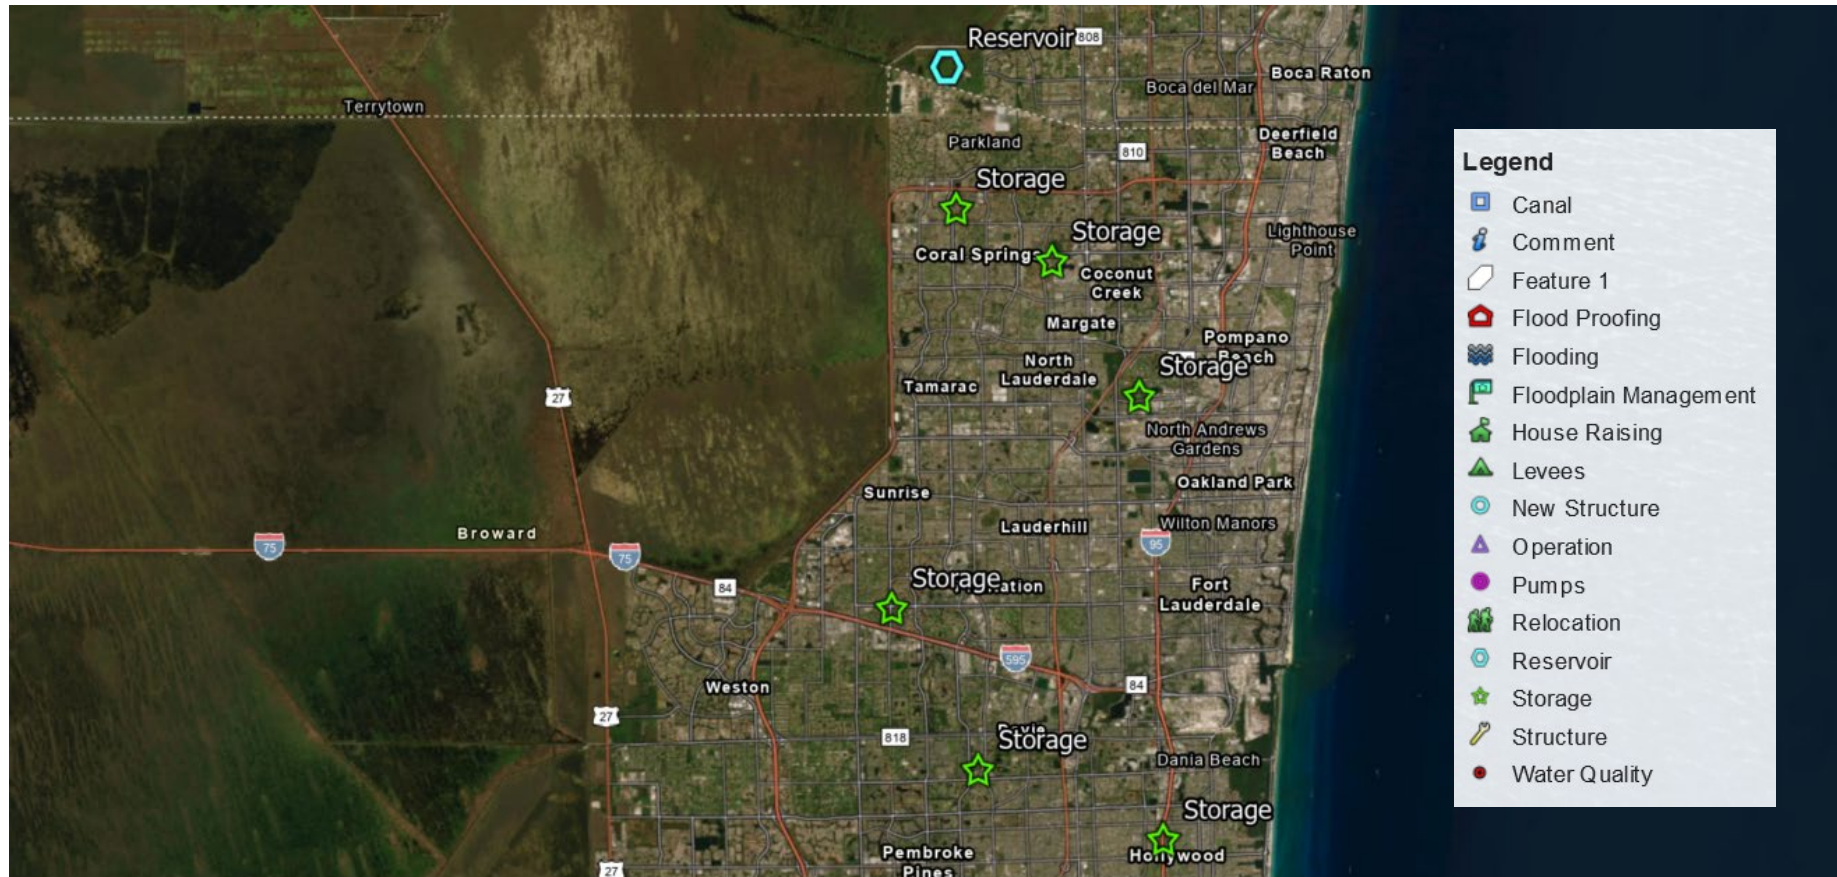 Reservoir
808
Boca Raton
Boca del Mar
Terrytown
Deerfield
Beach
Parkland
810
Storage
Storage
Lighthouse
Point
Coral Springs
Coconut
Creek
Margate
Pompano
Beach
North
Lauderdale
Storage
Tamarac
27
North Andrews
Gardens
Oakland Park
Sunrise
Wilton Manors
Lauderhill
Broward
75
75
95
Storage
84
Fort
Lauderdale
595
Weston
84
27
818
Storage
Dania Beach
Storage
Hollywood
Pembroke
Pines
27
Legend
Canal
Comment
Feature 1
Flood Proofing
Flooding
Floodplain Management
House Raising
Levees
New Structure
Operation
Pumps
Relocation
Reservoir
Storage
Structure
Water Quality